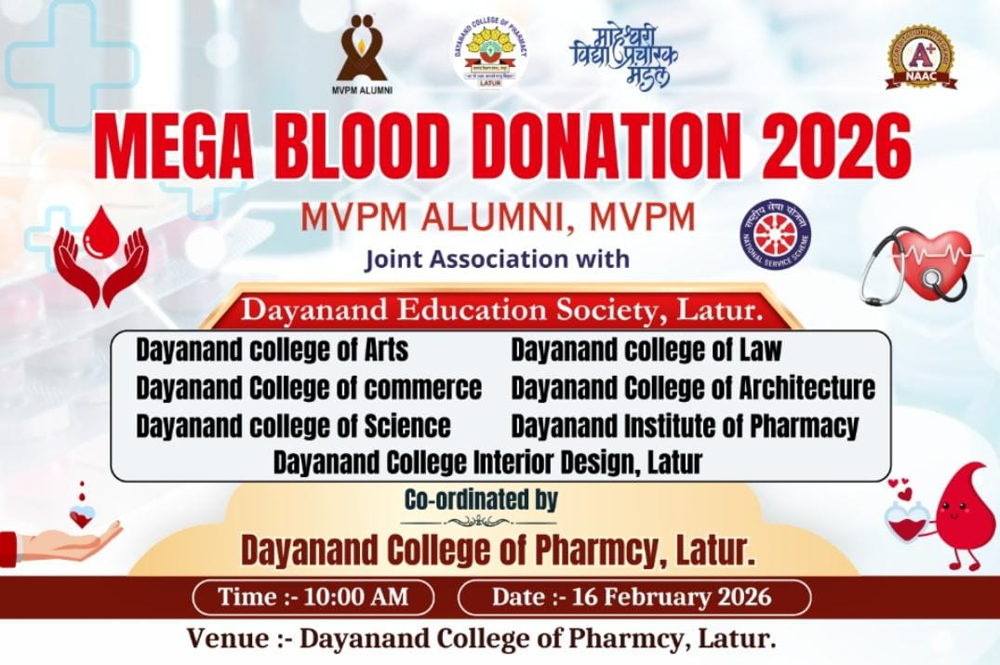 MVPM ALUMNI
DAYANAND COLLEGE OF PHARMACY
LATUR
माहेश्वरी
विद्या प्रचारक
मंडल
A+
NAAC
MEGA BLOOD DONATION 2026
MVPM ALUMNI, MVPM
राष्ट्रीय सेवा योजना
NATIONAL SERVICE SCHEME
Joint Association with
Dayanand Education Society, Latur.
Dayanand college of Arts
Dayanand college of Law
Dayanand College of commerce
Dayanand College of Architecture
Dayanand college of Science
Dayanand Institute of Pharmacy
Dayanand College Interior Design, Latur
Co-ordinated by
Dayanand College of Pharmcy, Latur.
Time :- 10:00 AM
Date :- 16 February 2026
Venue :- Dayanand College of Pharmcy, Latur.